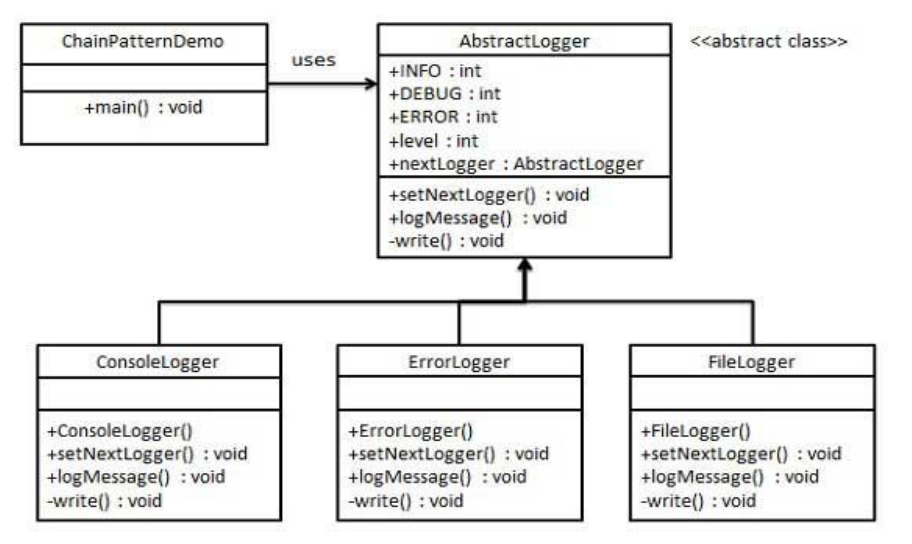 ChainPatternDemo
+main() : void
uses
AbstractLogger
+INFO : int
+DEBUG : int
+ERROR : int
+level : int
+nextLogger : AbstractLogger
+setNextLogger() : void
+logMessage() : void
-write() : void
<<abstract class>>
ConsoleLogger
+ConsoleLogger()
+setNextLogger() : void
+logMessage() : void
-write() : void
ErrorLogger
+ErrorLogger()
+setNextLogger() : void
+logMessage() : void
-write() : void
FileLogger
+FileLogger()
+setNextLogger() : void
+logMessage() : void
-write() : void